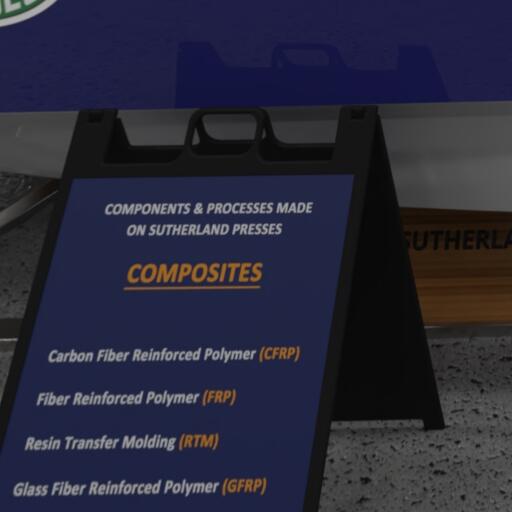 COMPONENTS & PROCESSES MADE
ON SUTHERLAND PRESSES
COMPOSITES
SUTHERLA
Carbon Fiber Reinforced Polymer (CFRP)
Fiber Reinforced Polymer (FRP)
Resin Transfer Molding (RTM)
Glass Fiber Reinforced Polymer (GFRP)